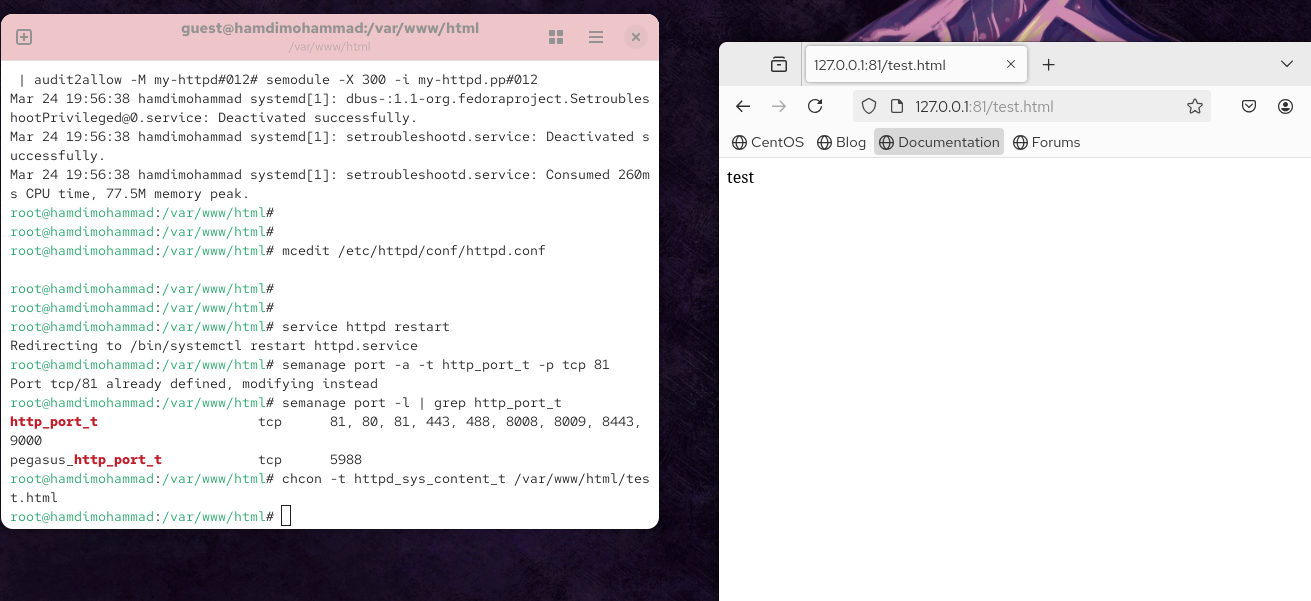 guest@hamdimohammad:/var/www/html
/var/www/html
 | audit2allow -M my-httpd#012# semodule -X 300 -i my-httpd.pp#012
Mar 24 19:56:38 hamdimohammad systemd[1]: dbus-:1.1-org.fedoraproject.Setroubles
hootPrivileged@0.service: Deactivated successfully.
Mar 24 19:56:38 hamdimohammad systemd[1]: setroubleshootd.service: Deactivated s
uccessfully.
Mar 24 19:56:38 hamdimohammad systemd[1]: setroubleshootd.service: Consumed 260m
s CPU time, 77.5M memory peak.
root@hamdimohammad:/var/www/html#
root@hamdimohammad:/var/www/html#
root@hamdimohammad:/var/www/html# mcedit /etc/httpd/conf/httpd.conf
root@hamdimohammad:/var/www/html#
root@hamdimohammad:/var/www/html#
root@hamdimohammad:/var/www/html# service httpd restart
Redirecting to /bin/systemctl restart httpd.service
root@hamdimohammad:/var/www/html# semanage port -a -t http_port_t -p tcp 81
Port tcp/81 already defined, modifying instead
root@hamdimohammad:/var/www/html# semanage port -l | grep http_port_t
http_port_t                    tcp      81, 80, 81, 443, 488, 8008, 8009, 8443,
9000
pegasus_http_port_t            tcp      5988
root@hamdimohammad:/var/www/html# chcon -t httpd_sys_content_t /var/www/html/tes
t.html
root@hamdimohammad:/var/www/html#
127.0.0.1:81/test.html
127.0.0.1:81/test.html
CentOS Blog Documentation Forums
test